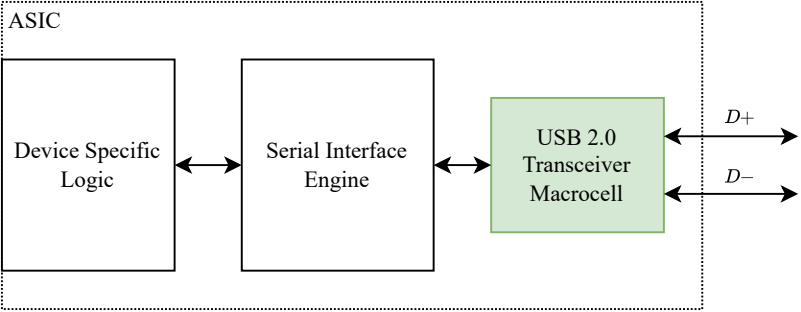 ASIC
Device Specific
Logic
Serial Interface
Engine
USB 2.0
Transceiver
Macrocell
D+
D−